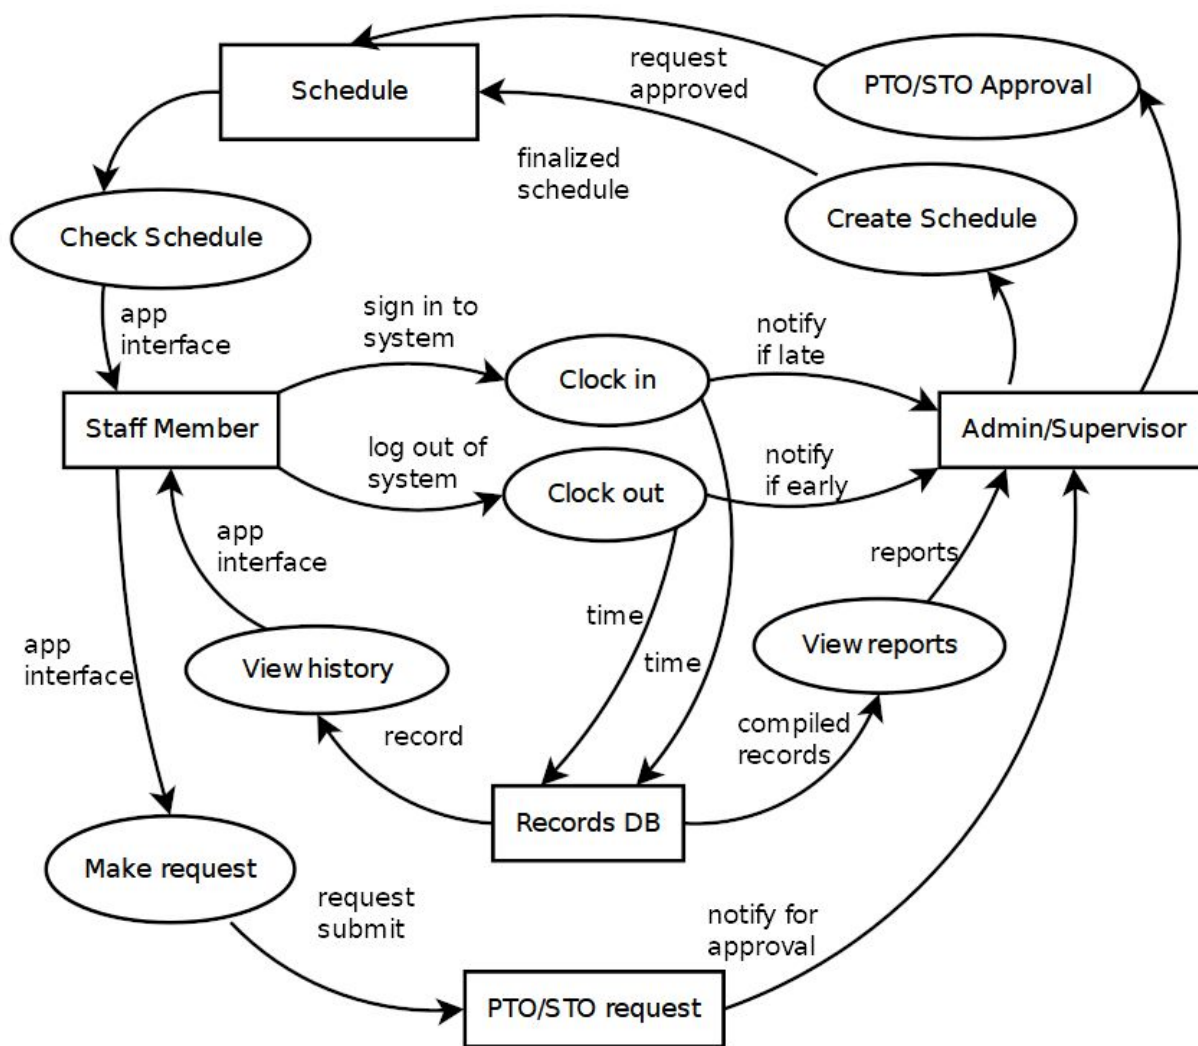 request
approved
PTO/STO Approval
Schedule
finalized
schedule
Create Schedule
Check Schedule
app
interface
sign in to
system
Clock in
notify
if late
Staff Member
Admin/Supervisor
log out of
system
Clock out
notify
if early
app
interface
reports
time
time
app
interface
View history
View reports
record
compiled
records
Records DB
Make request
request
submit
notify for
approval
PTO/STO request